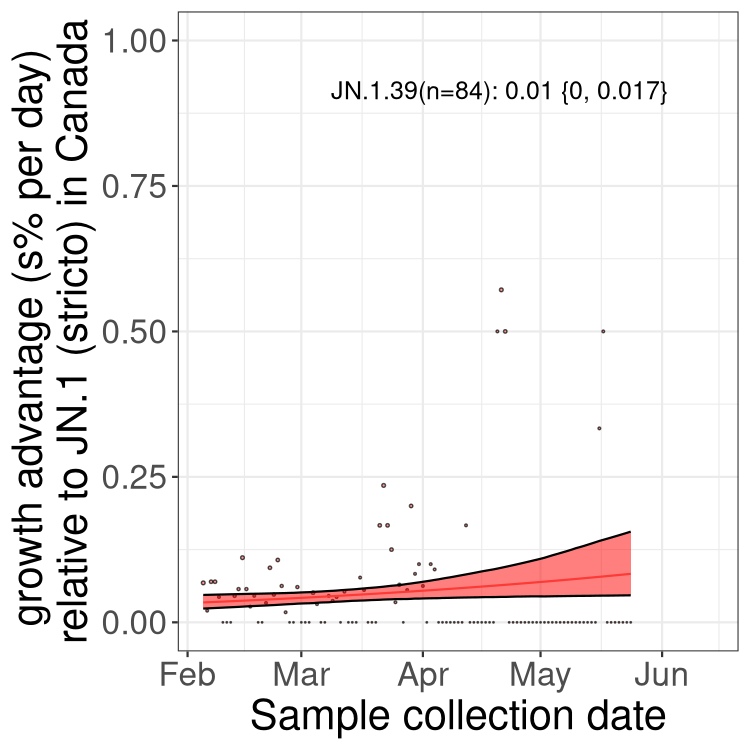 growth advantage (s% per day)
relative to JN.1 (stricto) in Canada
1.00
JN.1.39(n=84): 0.01 {0, 0.017}
0.75
0.50
0.25
0.00
Feb Mar Apr May Jun
Sample collection date